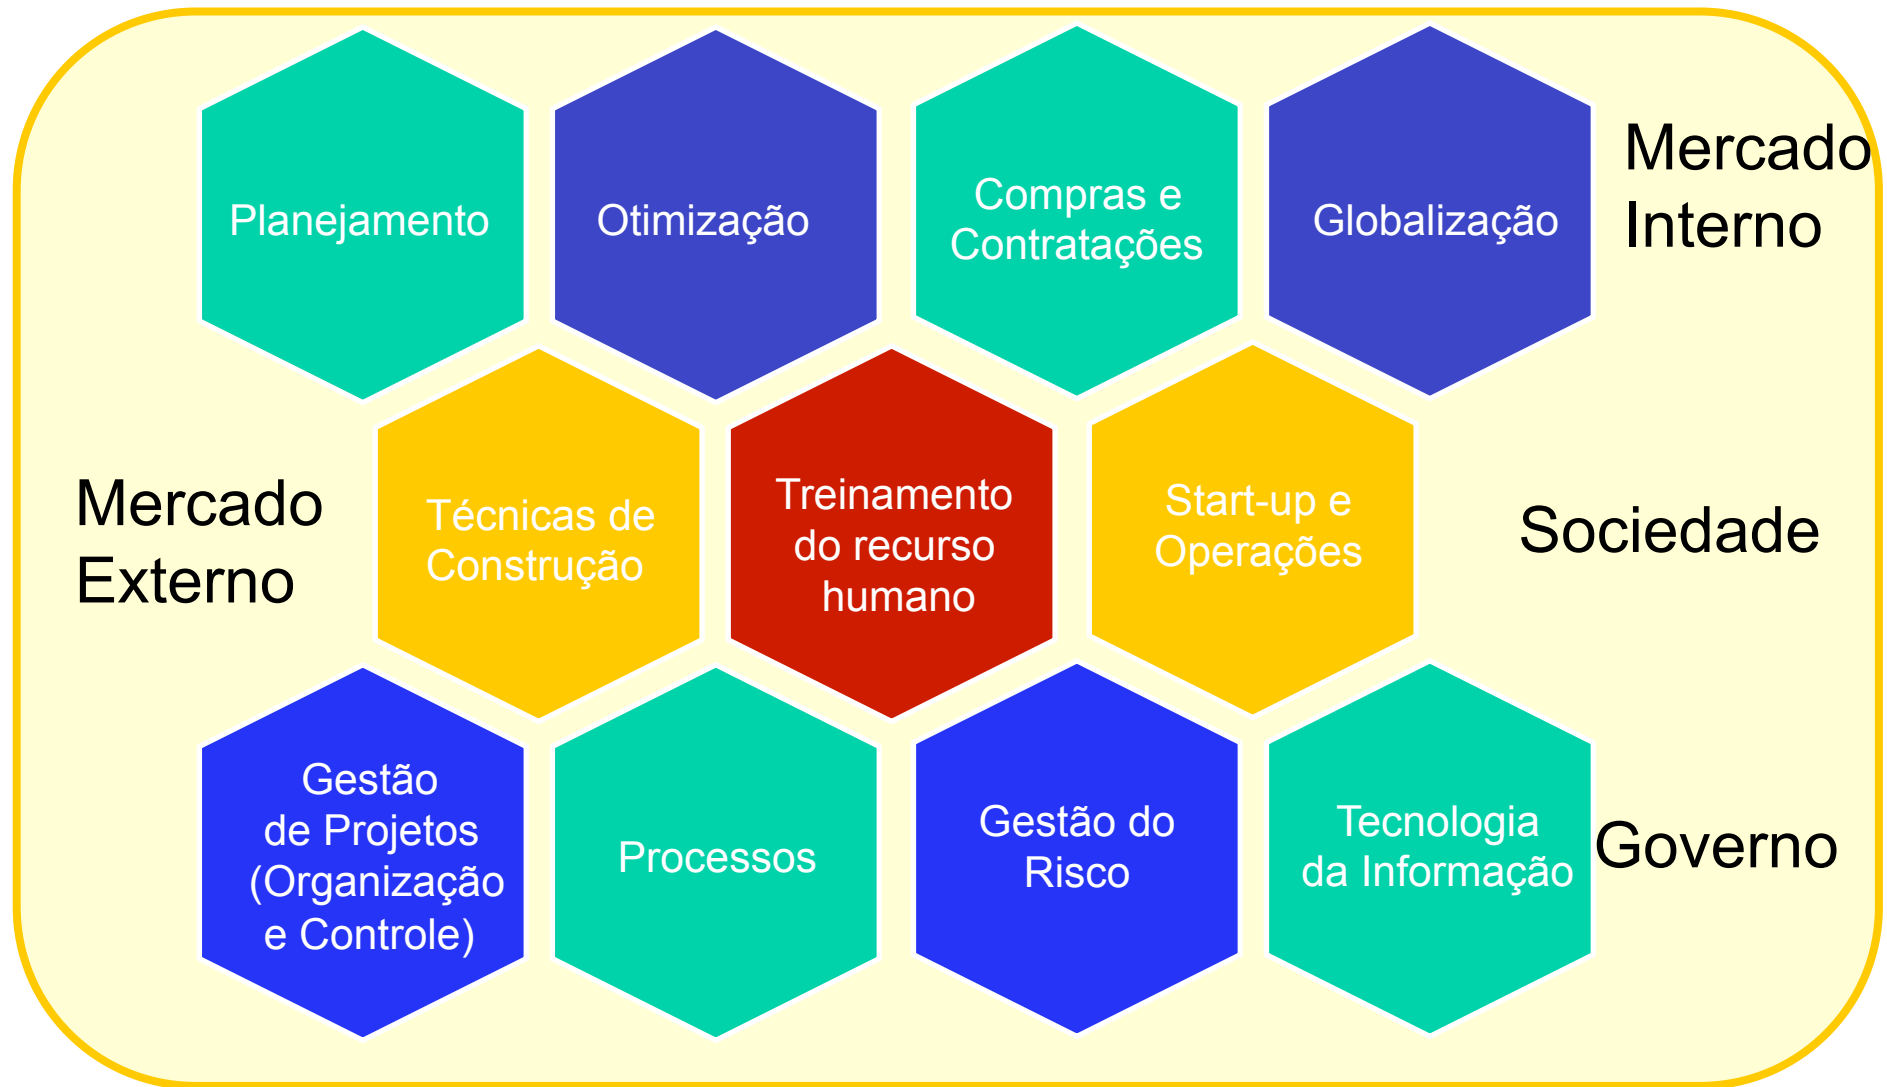 Planejamento
Otimização
Compras e
Contratações
Globalização
Mercado
Interno
Mercado
Externo
Técnicas de
Construção
Treinamento
do recurso
humano
Start-up e
Operações
Sociedade
Gestão
de Projetos
(Organização
e Controle)
Processos
Gestão do
Risco
Tecnologia
da Informação
Governo